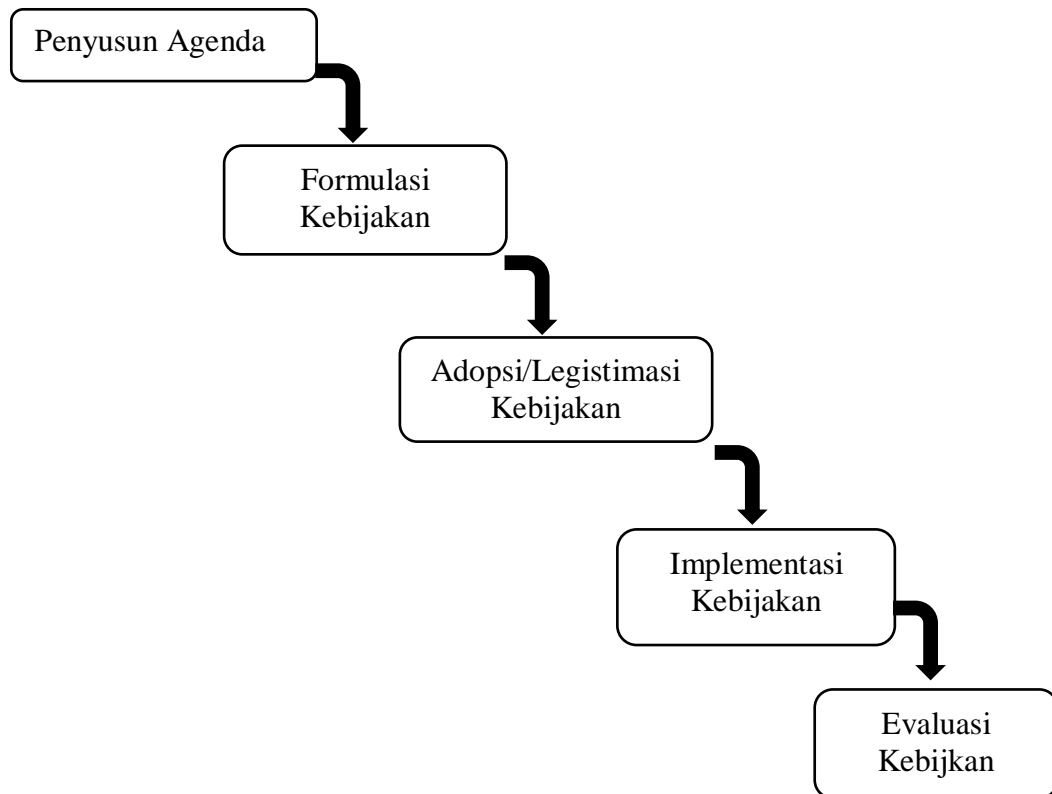 Penyusun Agenda
Formulasi
Kebijakan
Adopsi/Legistimasi
Kebijakan
Implementasi
Kebijakan
Evaluasi
Kebijkan